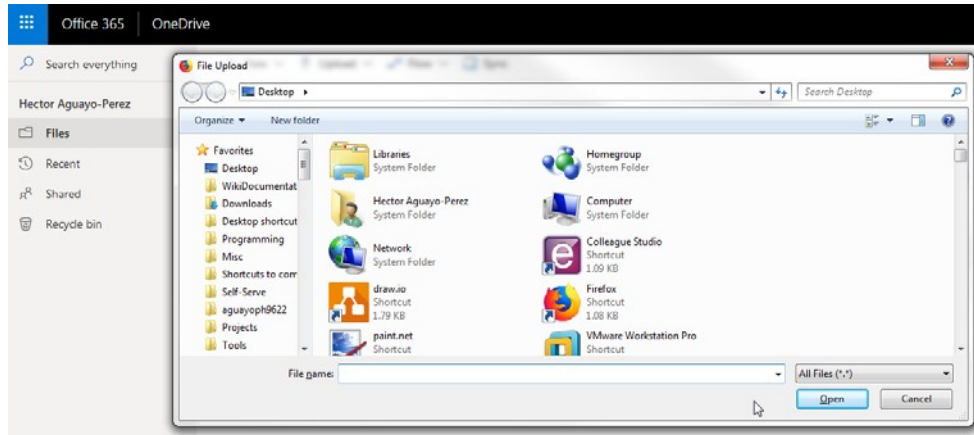 Office 365
OneDrive
Search everything
Hector Aguayo-Perez
Files
Recent
Shared
Recycle bin
File Upload
Upload
Flow
Sync
Desktop
Search Desktop
Organize
New folder
Favorites
Desktop
WikiDocumentat
Downloads
Desktop shortcut
Programming
Misc
Shortcuts to com
Self-Serve
aguayoph9622
Projects
Tools
Libraries
System Folder
Homegroup
System Folder
Hector Aguayo-Perez
System Folder
Computer
System Folder
Network
System Folder
Colleague Studio
Shortcut
1.09 KB
draw.io
Shortcut
1.79 KB
Firefox
Shortcut
1.08 KB
paint.net
Shortcut
VMware Workstation Pro
Shortcut
File name:
All Files (*.*)
Open
Cancel